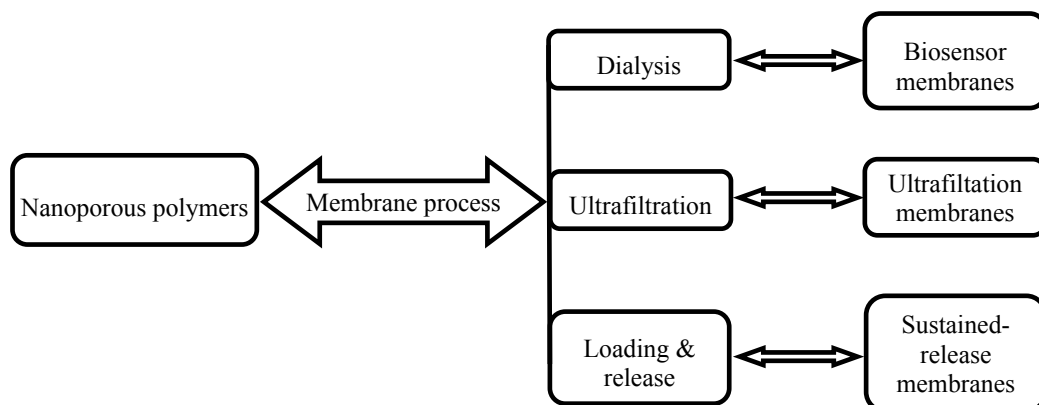 Dialysis
Biosensor
membranes
Nanoporous polymers
Membrane process
Ultrafiltration
Ultrafiltation
membranes
Loading &
release
Sustained-
release
membranes